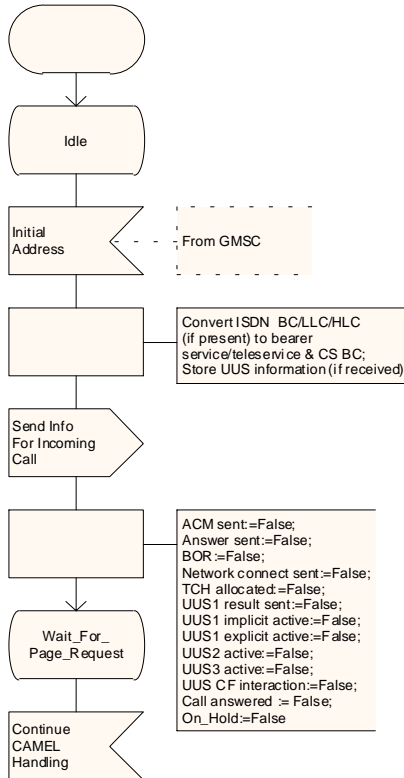 Idle
Initial
Address
From GMSC
Convert ISDN BC/LLC/HLC
(if present) to bearer
service/teleservice & CS BC;
Store UUS information (if received)
Send Info
For Incoming
Call
ACM sent:=False;
Answer sent:=False;
BOR:=False;
Network connect sent:=False;
TCH allocated:=False;
UUS1 result sent:=False;
UUS1 implicit active:=False;
UUS1 explicit active:=False;
UUS2 active:=False;
UUS3 active:=False;
UUS CF interaction:=False;
Call answered := False;
On_Hold:=False
Wait_For_
Page_Request
Continue
CAMEL
Handling